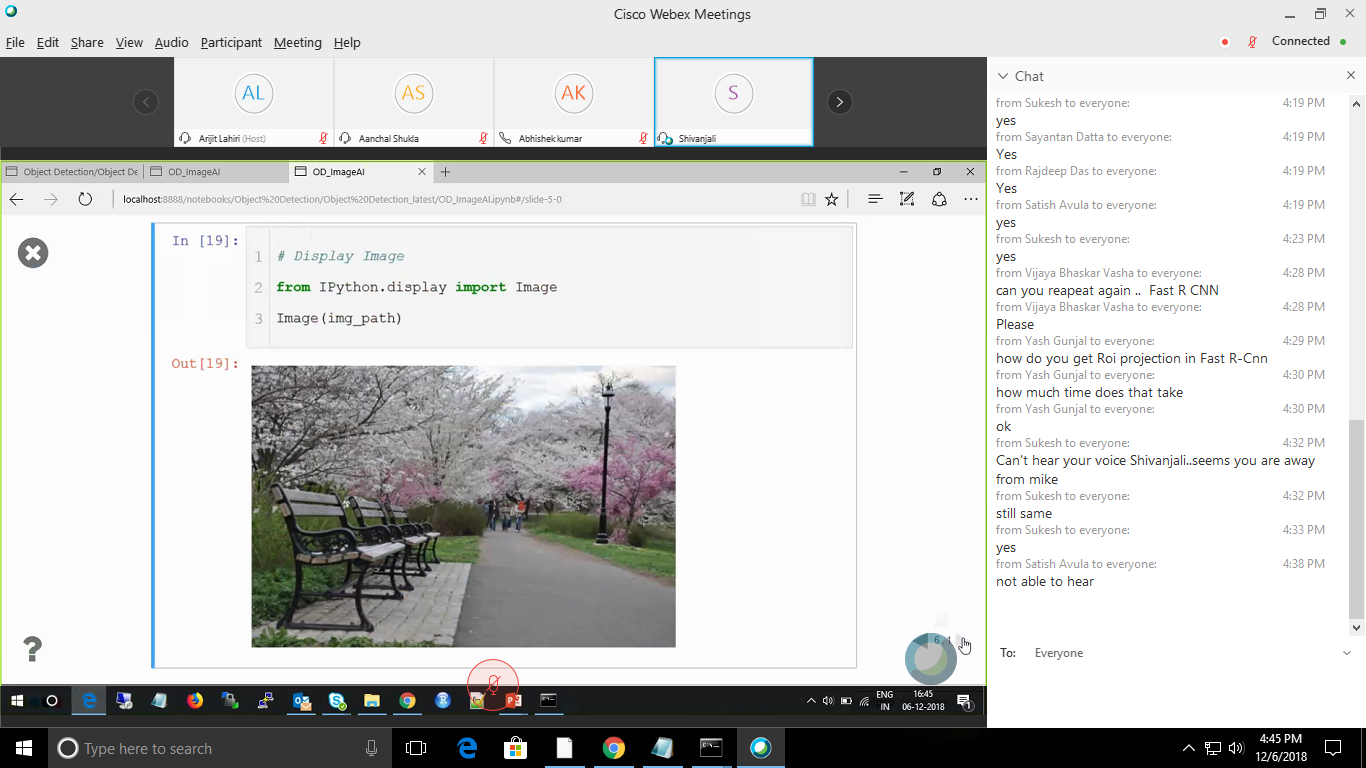 Cisco Webex Meetings
File Edit Share View Audio Participant Meeting Help
Connected
AL
AS
AK
S
Arijit Lahiri (Host)
Aanchal Shukla
Abhishek kumar
Shivanjali
Object Detection/Object De
OD_ImageAI
OD_ImageAI
localhost:8888/notebooks/Object%20Detection/Object%20Detection_latest/OD_ImageAI.ipynb#/slide-5-0
In [19]:
1 # Display Image
2 from IPython.display import Image
3 Image(img_path)
Out[19]:
?
6.1
ENG
IN
16:45
06-12-2018
1
Chat
from Sukesh to everyone: 4:19 PM
yes
from Sayantan Datta to everyone: 4:19 PM
Yes
from Rajdeep Das to everyone: 4:19 PM
Yes
from Satish Avula to everyone: 4:19 PM
yes
from Sukesh to everyone: 4:23 PM
yes
from Vijaya Bhaskar Vasha to everyone: 4:28 PM
can you reapeat again .. Fast R CNN
from Vijaya Bhaskar Vasha to everyone: 4:28 PM
Please
from Yash Gunjal to everyone: 4:29 PM
how do you get Roi projection in Fast R-Cnn
from Yash Gunjal to everyone: 4:30 PM
how much time does that take
from Yash Gunjal to everyone: 4:30 PM
ok
from Sukesh to everyone: 4:32 PM
Can't hear your voice Shivanjali..seems you are away
from mike
from Sukesh to everyone: 4:32 PM
still same
from Sukesh to everyone: 4:33 PM
yes
from Satish Avula to everyone: 4:38 PM
not able to hear
To: Everyone
Type here to search
4:45 PM
12/6/2018